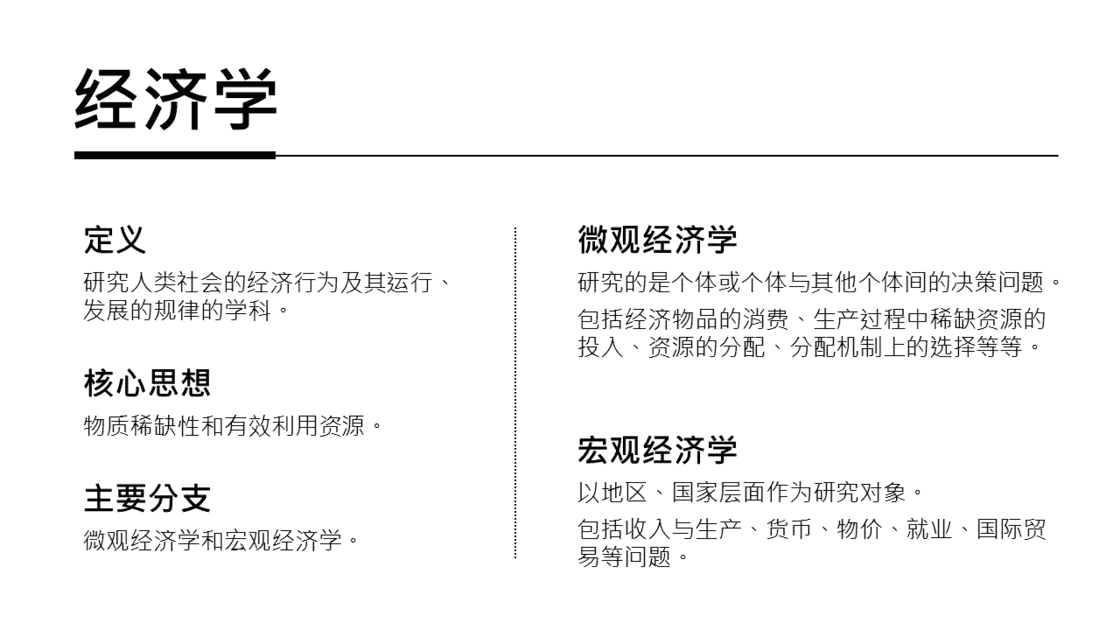 经济学
定义
研究人类社会的经济行为及其运行、
发展的规律的学科。
核心思想
物质稀缺性和有效利用资源。
主要分支
微观经济学和宏观经济学。
微观经济学
研究的是个体或个体与其他个体间的决策问题。
包括经济物品的消费、生产过程中稀缺资源的
投入、资源的分配、分配机制上的选择等等。
宏观经济学
以地区、国家层面作为研究对象。
包括收入与生产、货币、物价、就业、国际贸
易等问题。